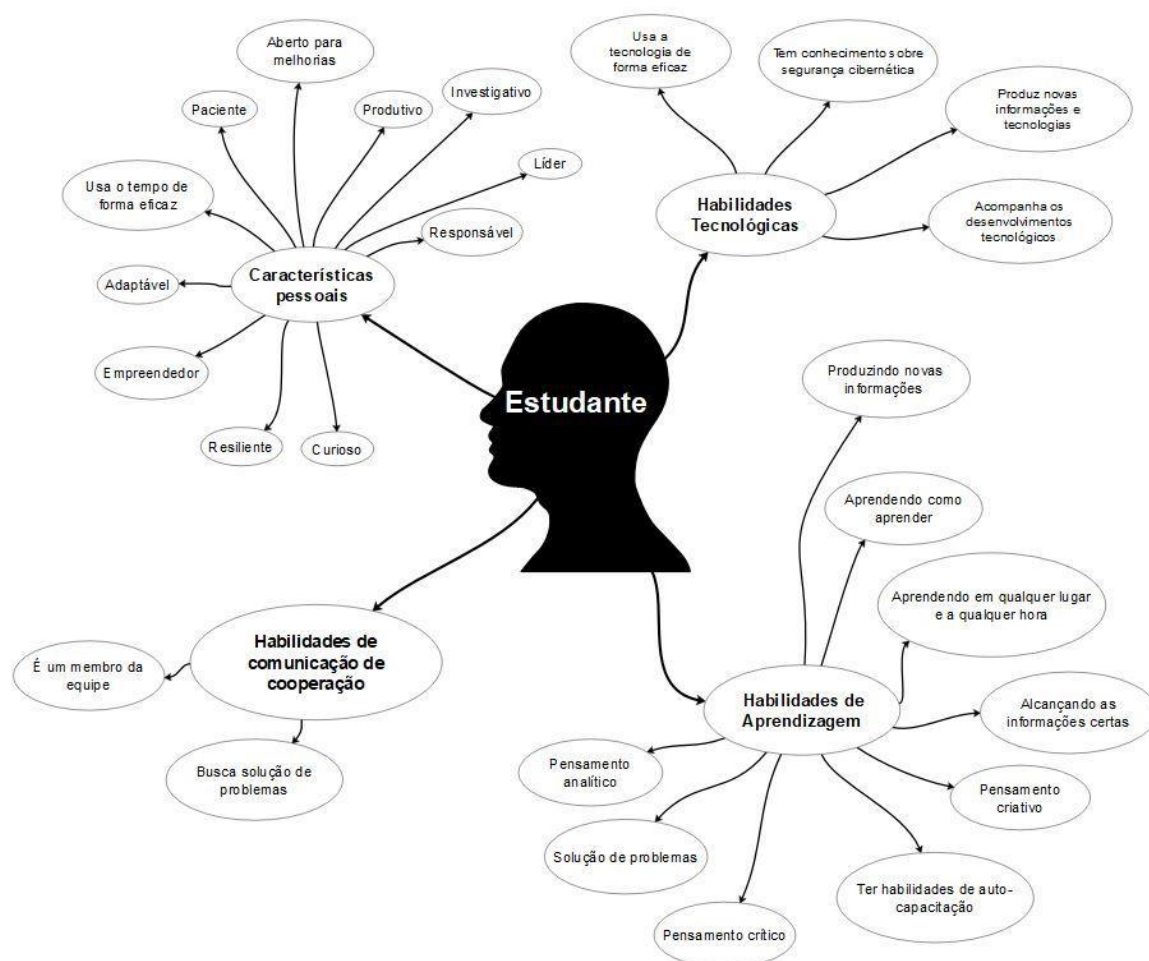 Aberto para
melhorias
Paciente
Produtivo
Investigativo
Líder
Usa o tempo de
forma eficaz
Responsável
Características
pessoais
Adaptável
Empreendedor
Resiliente
Curioso
Usa a
tecnologia de
forma eficaz
Tem conhecimento sobre
segurança cibernética
Produz novas
informações e
tecnologias
Habilidades
Tecnológicas
Acompanha os
desenvolvimentos
tecnológicos
Estudante
Habilidades de
comunicação de
cooperação
É um membro da
equipe
Busca solução de
problemas
Produzindo novas
informações
Aprendendo como
aprender
Aprendendo em qualquer lugar
e a qualquer hora
Habilidades de
Aprendizagem
Alcançando as
informações certas
Pensamento
analítico
Pensamento
criativo
Solução de problemas
Ter habilidades de auto-
capacitação
Pensamento crítico